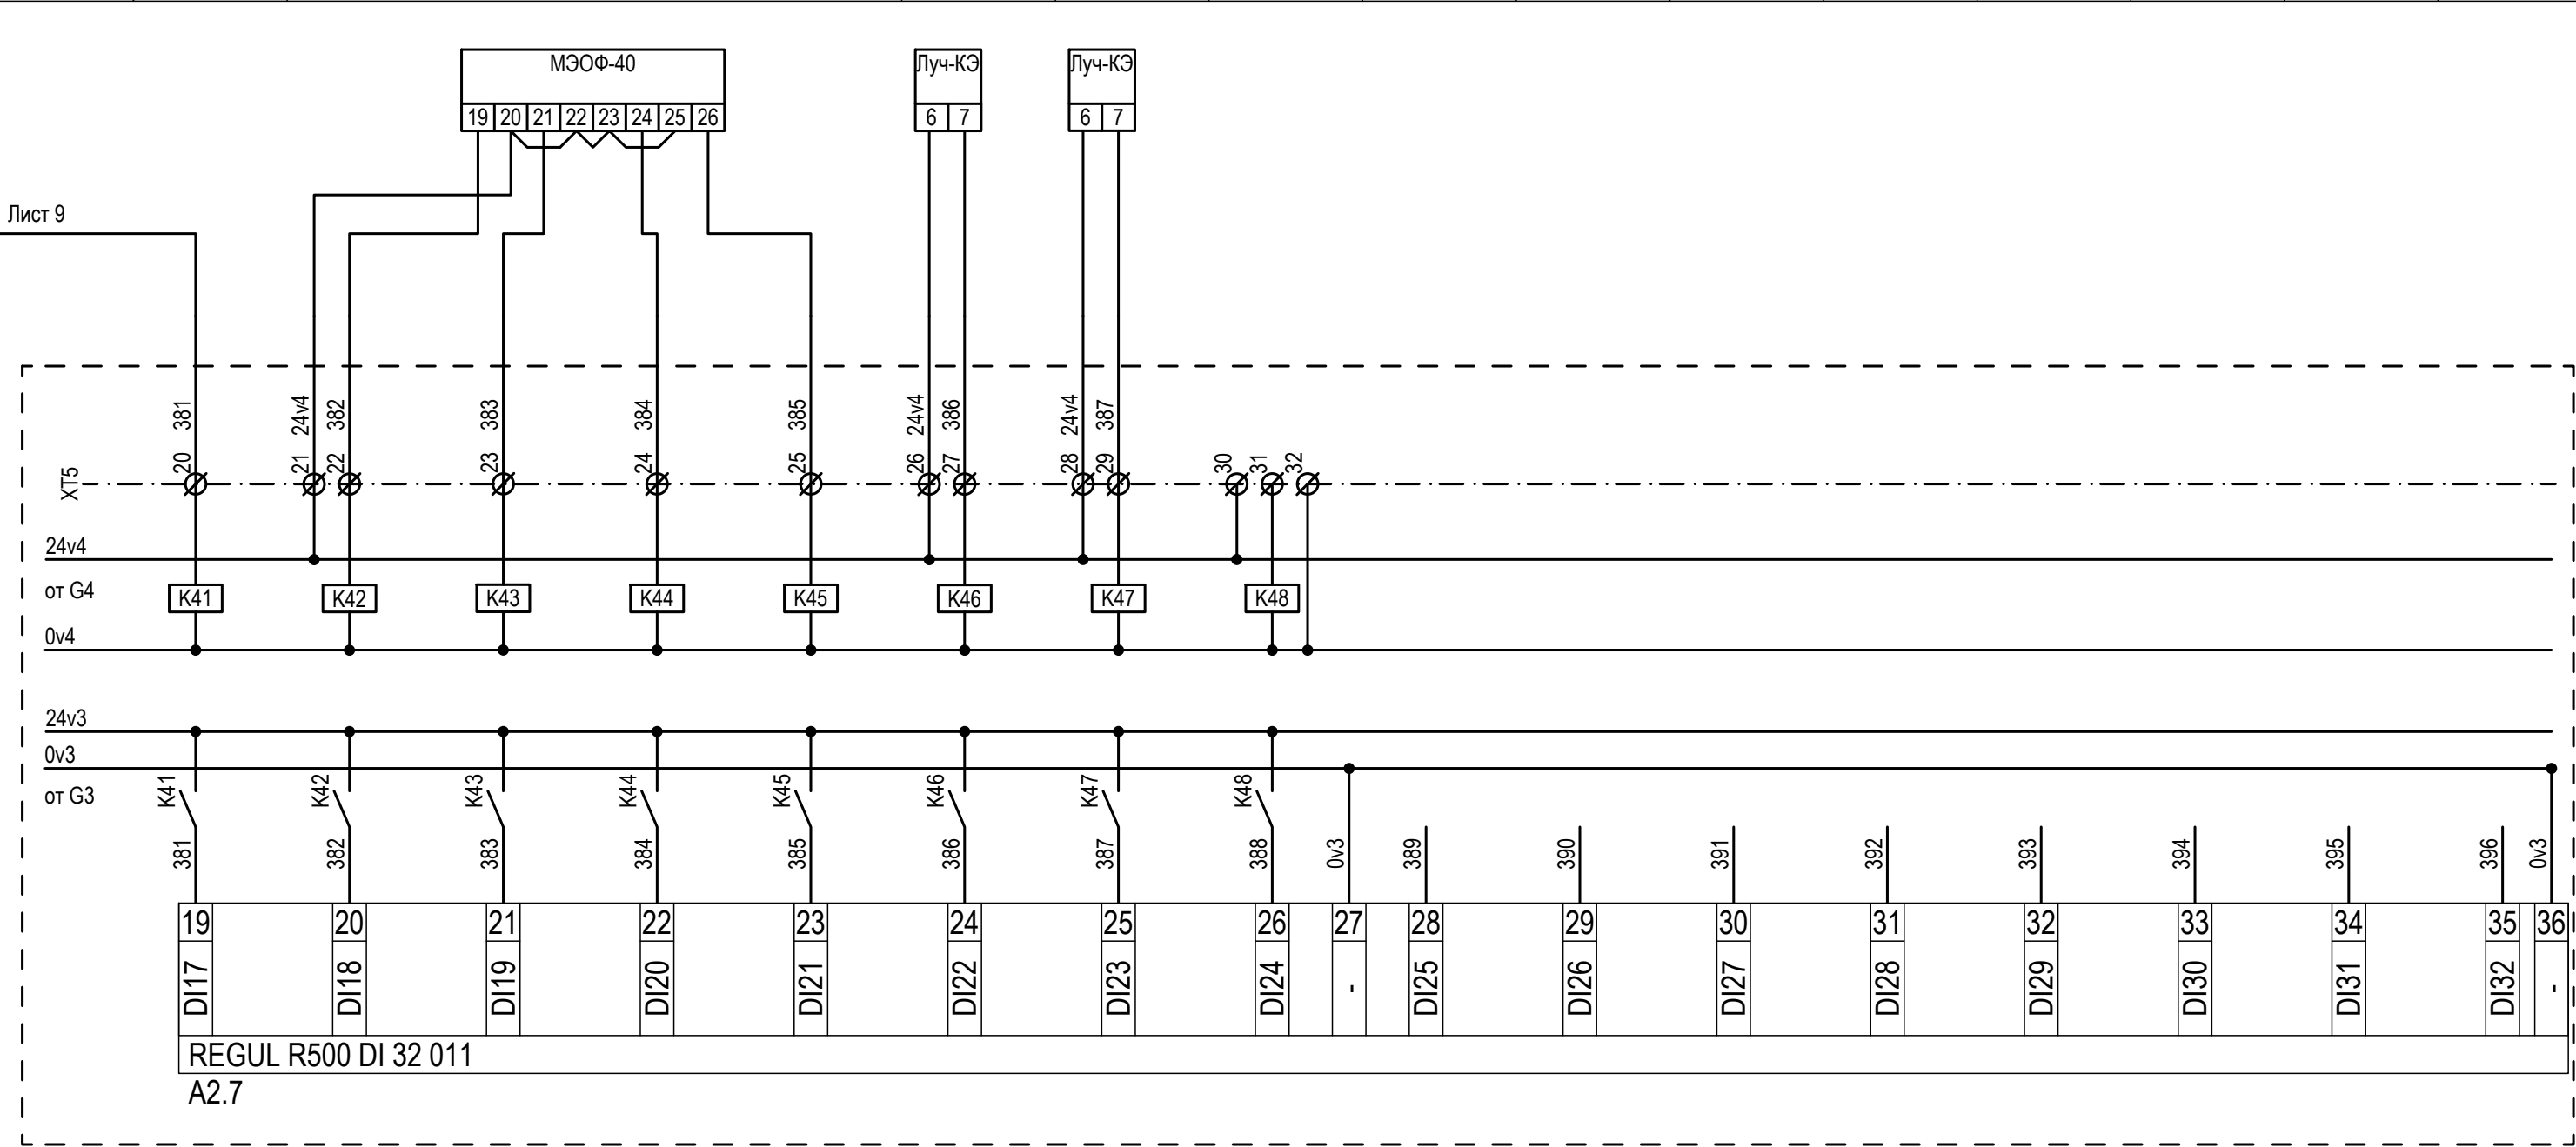 МЭОФ-40
Луч-КЭ
Луч-КЭ
19 20 21 22 23 24 25 26
6 7
6 7
Лист 9
381 24v4 382 383 384 385 24v4 386 24v4 387
XT5 20 21 22 23 24 25 26 27 28 29 30 31 32
24v4
от G4
K41 K42 K43 K44 K45 K46 K47 K48
0v4
24v3
0v3
от G3
K41 K42 K43 K44 K45 K46 K47 K48
381 382 383 384 385 386 387 388 0v3 389 390 391 392 393 394 395 396 0v3
19 20 21 22 23 24 25 26 27 28 29 30 31 32 33 34 35 36
DI17 DI18 DI19 DI20 DI21 DI22 DI23 DI24 - DI25 DI26 DI27 DI28 DI29 DI30 DI31 DI32 -
REGUL R500 DI 32 011
A2.7